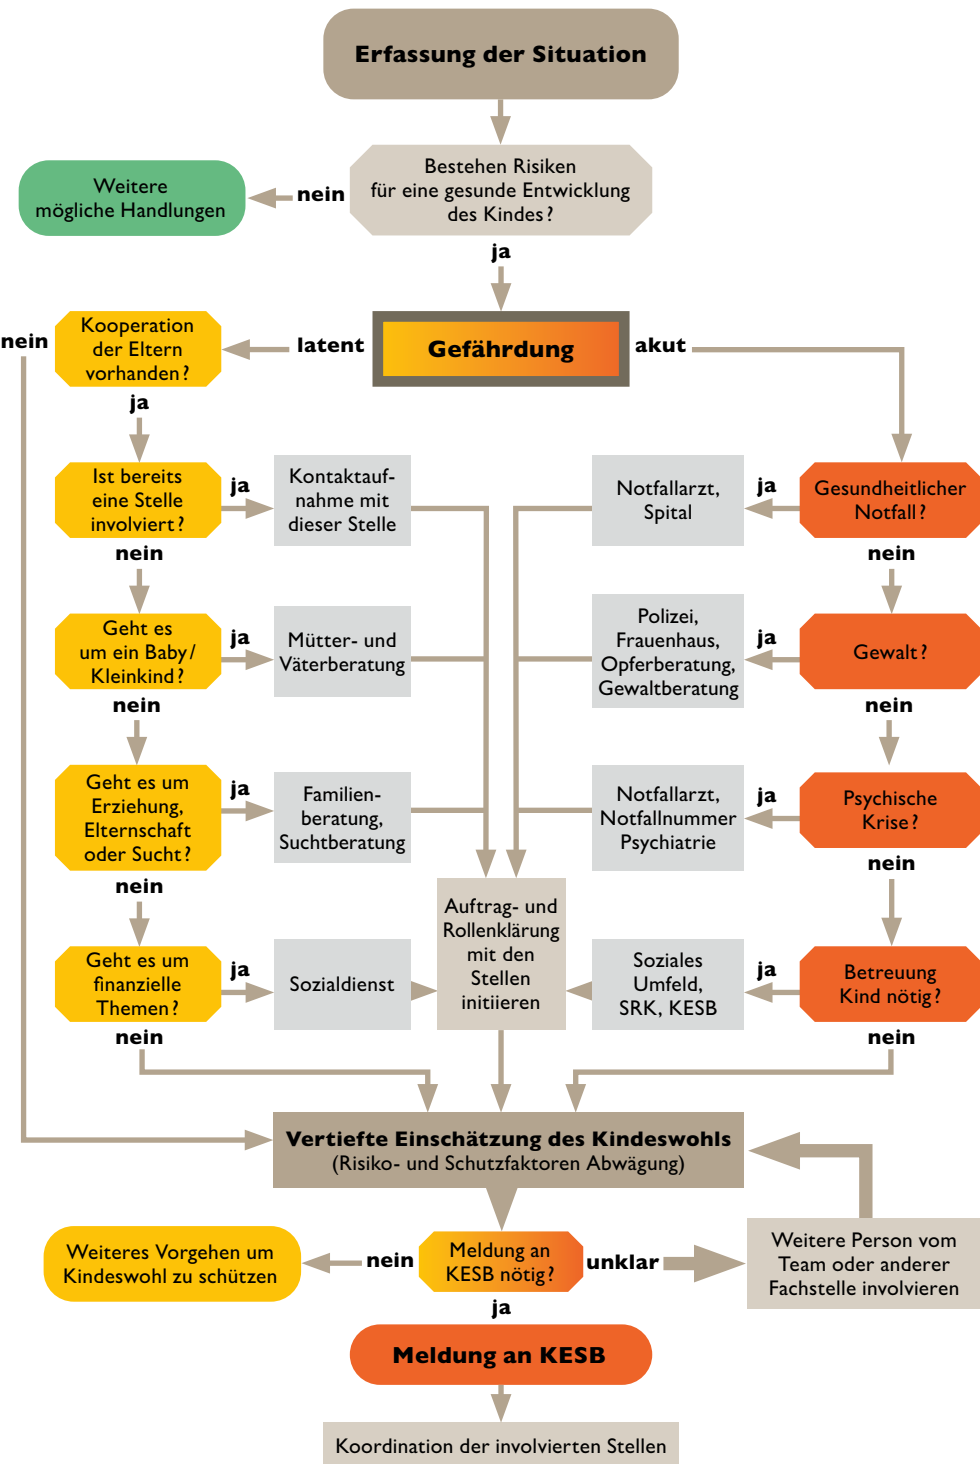 Erfassung der Situation
Bestehen Risiken
für eine gesunde Entwicklung
des Kindes?
nein
Weitere
mögliche Handlungen
ja
Gefährdung
latent
akut
Kooperation
der Eltern
vorhanden?
nein
ja
Ist bereits
eine Stelle
involviert?
ja
Kontaktauf-
nahme mit
dieser Stelle
Notfallarzt,
Spital
ja
Gesundheitlicher
Notfall?
nein
nein
Geht es
um ein Baby/
Kleinkind?
ja
Mütter- und
Väterberatung
Polizei,
Frauenhaus,
Opferberatung,
Gewaltberatung
ja
Gewalt?
nein
nein
Geht es um
Erziehung,
Elternschaft
oder Sucht?
ja
Familien-
beratung,
Suchtberatung
Notfallarzt,
Notfallnummer
Psychiatrie
ja
Psychische
Krise?
nein
nein
Geht es um
finanzielle
Themen?
ja
Sozialdienst
Auftrag- und
Rollenklärung
mit den
Stellen
initiieren
Soziales
Umfeld,
SRK, KESB
ja
Betreuung
Kind nötig?
nein
nein
Vertiefte Einschätzung des Kindeswohls
(Risiko- und Schutzfaktoren Abwägung)
Weiteres Vorgehen um
Kindeswohl zu schützen
nein
Meldung an
KESB nötig?
unklar
Weitere Person vom
Team oder anderer
Fachstelle involvieren
ja
Meldung an KESB
Koordination der involvierten Stellen